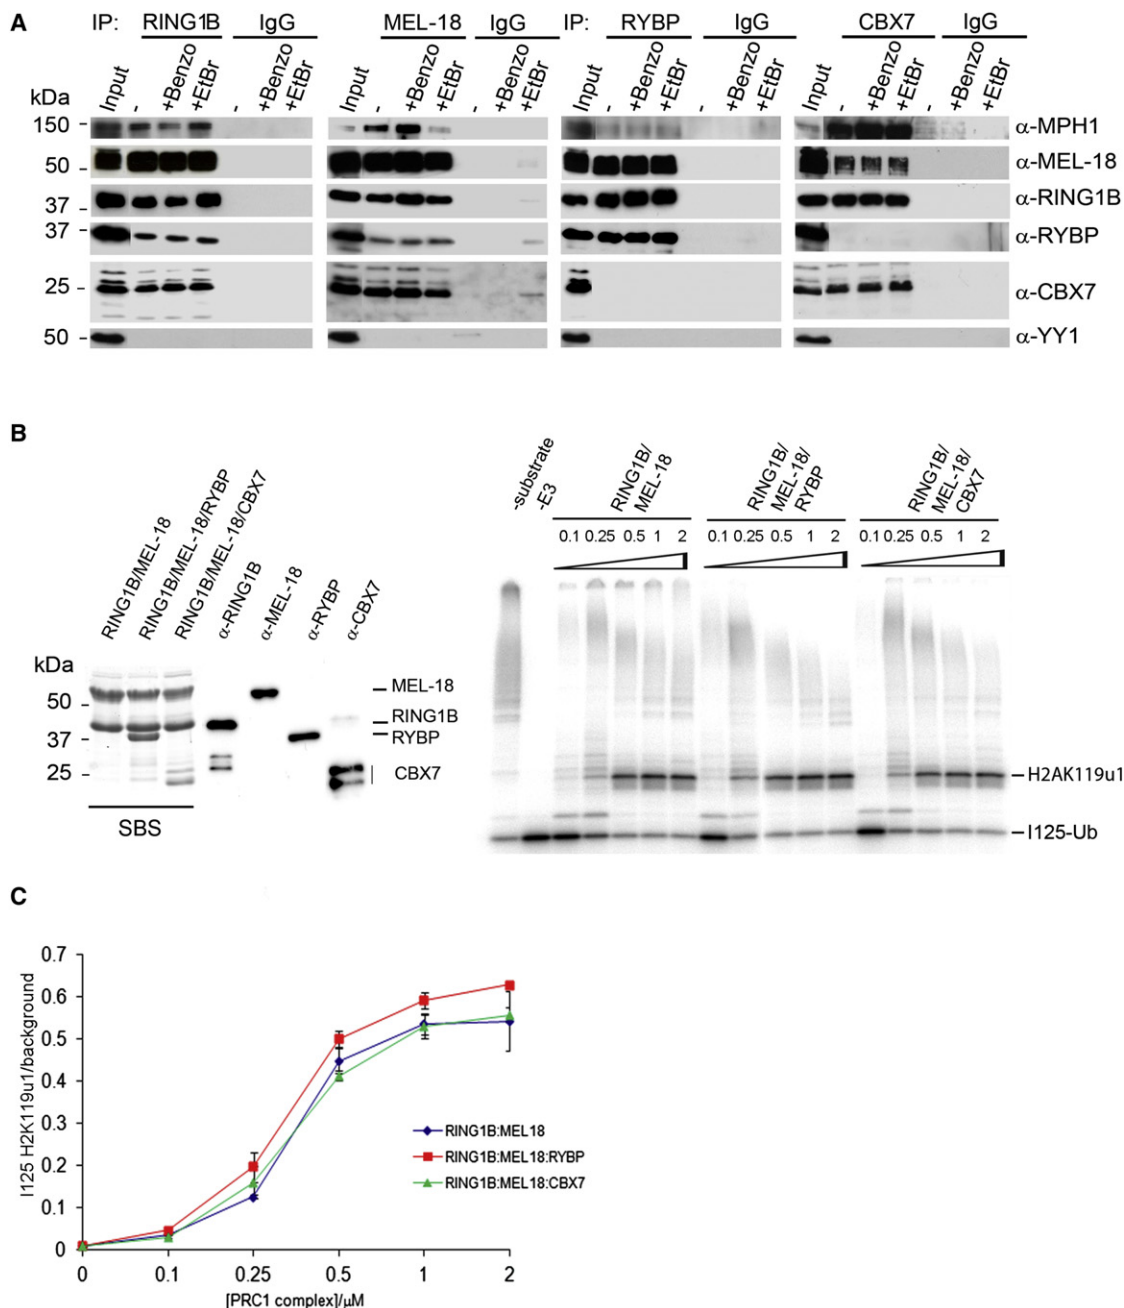 A
IP: RING1B IgG MEL-18 IgG IP: RYBP IgG CBX7 IgG
Input - +Benzo +EtBr - +Benzo +EtBr Input - +Benzo +EtBr - +Benzo +EtBr Input - +Benzo +EtBr - +Benzo +EtBr Input - +Benzo +EtBr - +Benzo +EtBr
kDa
150 α-MPH1
50 α-MEL-18
37 α-RING1B
37 α-RYBP
25 α-CBX7
50 α-YY1
B
RING1B/MEL-18 RING1B/MEL-18/RYBP RING1B/MEL-18/CBX7 α-RING1B α-MEL-18 α-RYBP α-CBX7
kDa
50
37
25
MEL-18
RING1B
RYBP
CBX7
SBS
-substrate
-E3
RING1B/
MEL-18
RING1B/
MEL-18/
RYBP
RING1B/
MEL-18/
CBX7
0.1 0.25 0.5 1 2 0.1 0.25 0.5 1 2 0.1 0.25 0.5 1 2
H2AK119u1
I125-Ub
C
I125 H2K119u1/background
0.7
0.6
0.5
0.4
0.3
0.2
0.1
0
RING1B:MEL18
RING1B:MEL18:RYBP
RING1B:MEL18:CBX7
0 0.1 0.25 0.5 1 2
[PRC1 complex]/μM